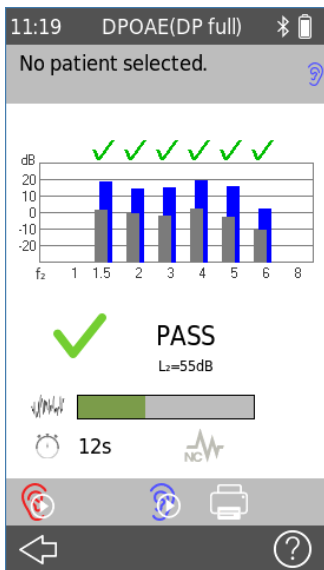 11:19 DPOAE(DP full)
No patient selected.
dB
20
10
0
-10
-20
f₂ 1 1.5 2 3 4 5 6 8
PASS
L₂=55dB
12s
NC
?